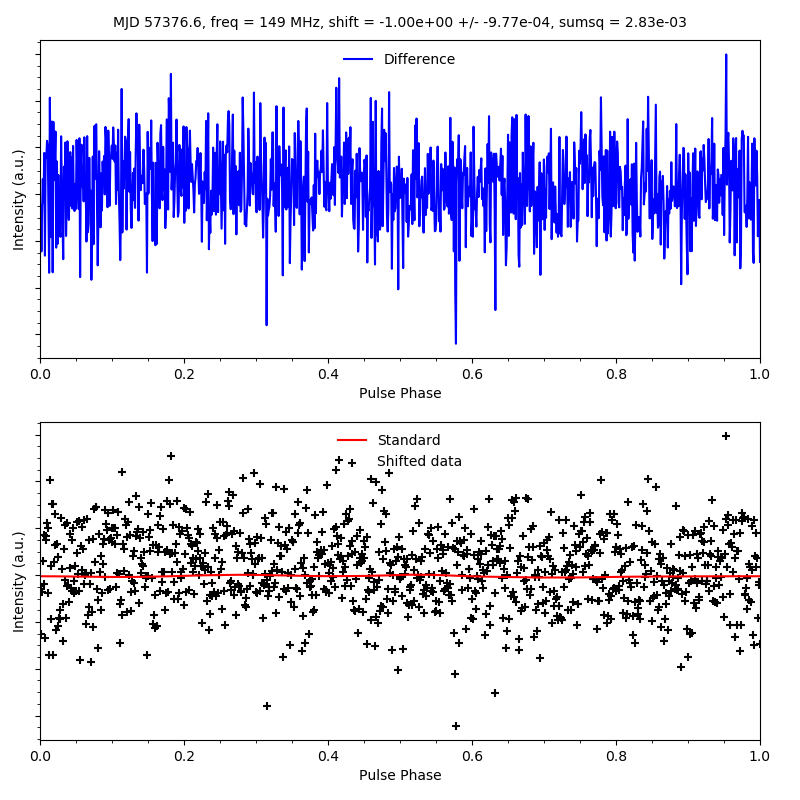 MJD 57376.6, freq = 149 MHz, shift = -1.00e+00 +/- -9.77e-04, sumsq = 2.83e-03
Difference
Intensity (a.u.)
0.0 0.2 0.4 0.6 0.8 1.0
Pulse Phase
Standard
Shifted data
Intensity (a.u.)
0.0 0.2 0.4 0.6 0.8 1.0
Pulse Phase